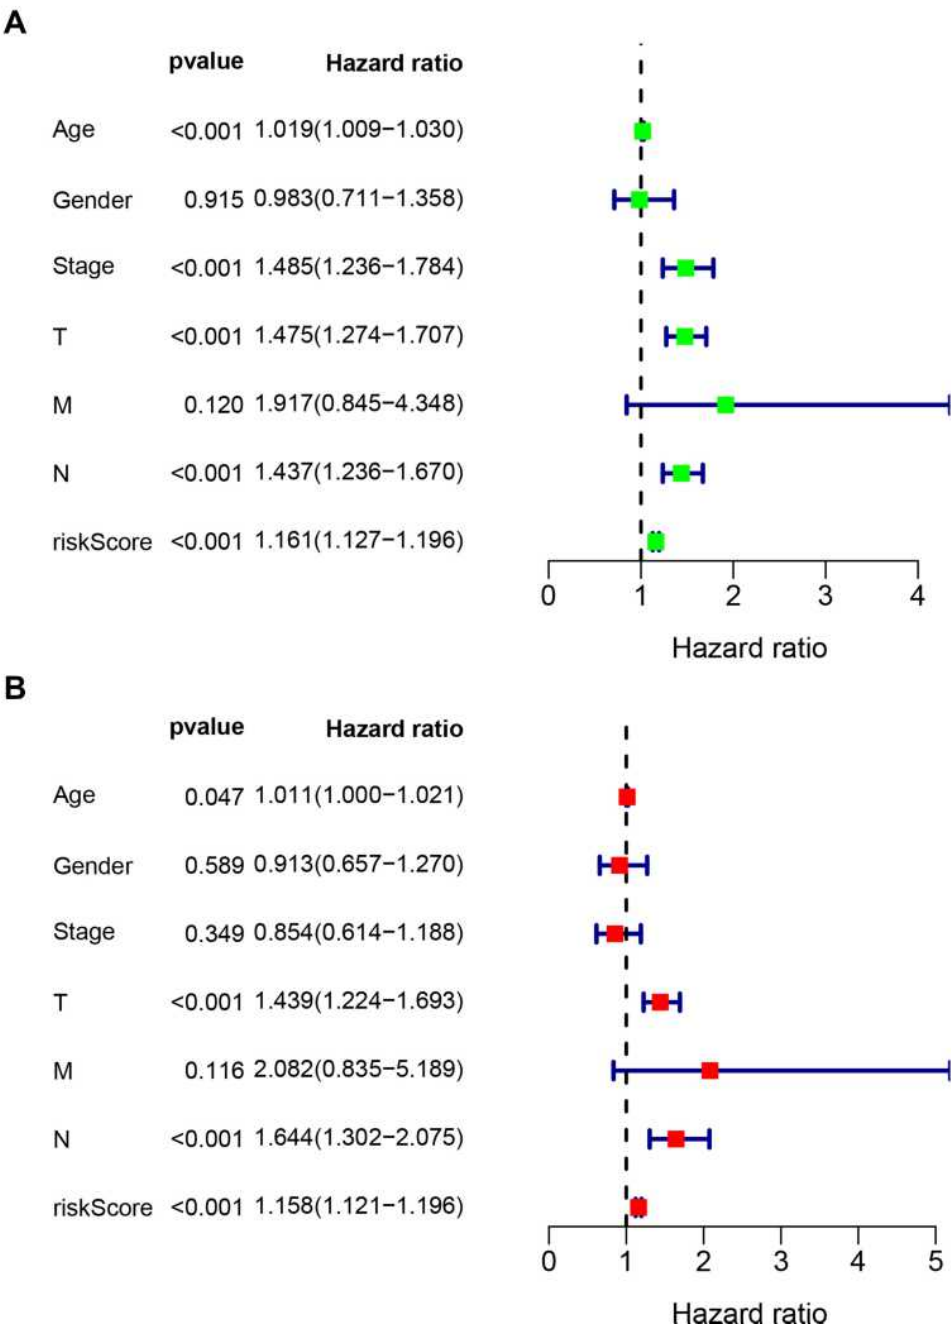 A
pvalue Hazard ratio
Age <0.001 1.019(1.009−1.030)
Gender 0.915 0.983(0.711−1.358)
Stage <0.001 1.485(1.236−1.784)
T <0.001 1.475(1.274−1.707)
M 0.120 1.917(0.845−4.348)
N <0.001 1.437(1.236−1.670)
riskScore <0.001 1.161(1.127−1.196)
0 1 2 3 4
Hazard ratio
B
pvalue Hazard ratio
Age 0.047 1.011(1.000−1.021)
Gender 0.589 0.913(0.657−1.270)
Stage 0.349 0.854(0.614−1.188)
T <0.001 1.439(1.224−1.693)
M 0.116 2.082(0.835−5.189)
N <0.001 1.644(1.302−2.075)
riskScore <0.001 1.158(1.121−1.196)
0 1 2 3 4 5
Hazard ratio